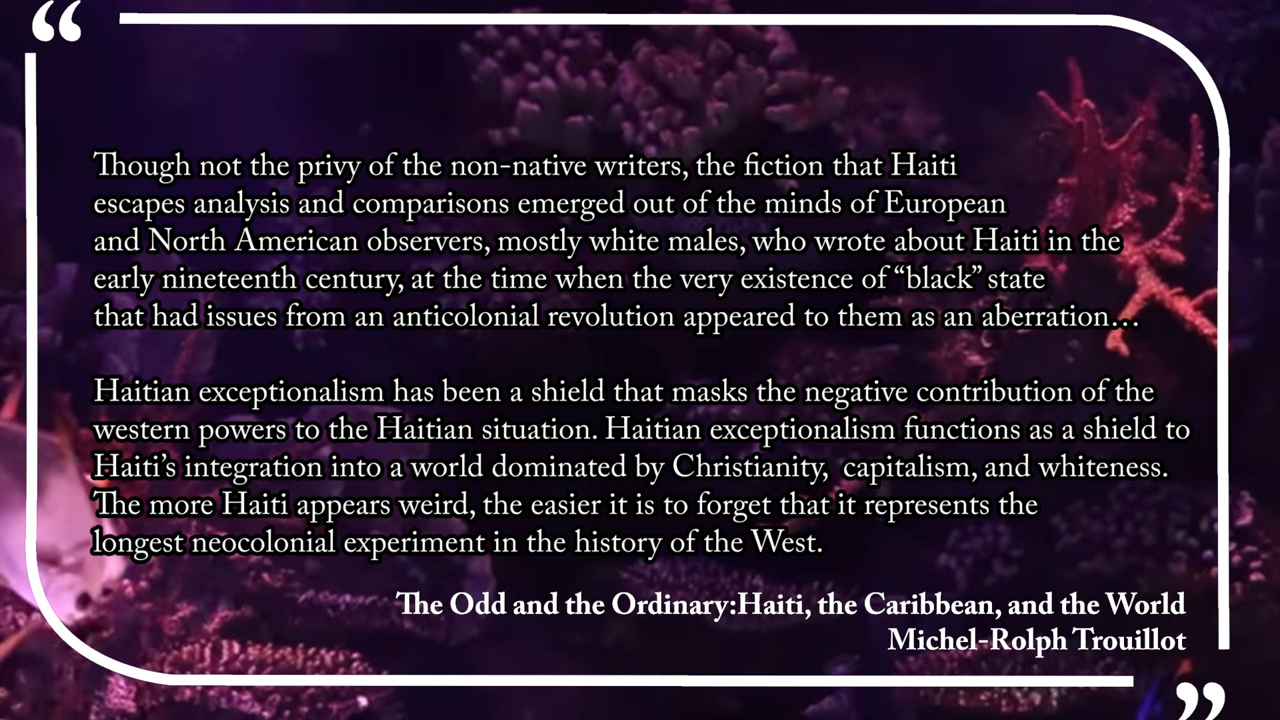 “
Though not the privy of the non-native writers, the fiction that Haiti
escapes analysis and comparisons emerged out of the minds of European
and North American observers, mostly white males, who wrote about Haiti in the
early nineteenth century, at the time when the very existence of “black” state
that had issues from an anticolonial revolution appeared to them as an aberration…
Haitian exceptionalism has been a shield that masks the negative contribution of the
western powers to the Haitian situation. Haitian exceptionalism functions as a shield to
Haiti’s integration into a world dominated by Christianity,  capitalism, and whiteness.
The more Haiti appears weird, the easier it is to forget that it represents the
longest neocolonial experiment in the history of the West.
The Odd and the Ordinary:Haiti, the Caribbean, and the World
Michel-Rolph Trouillot
”